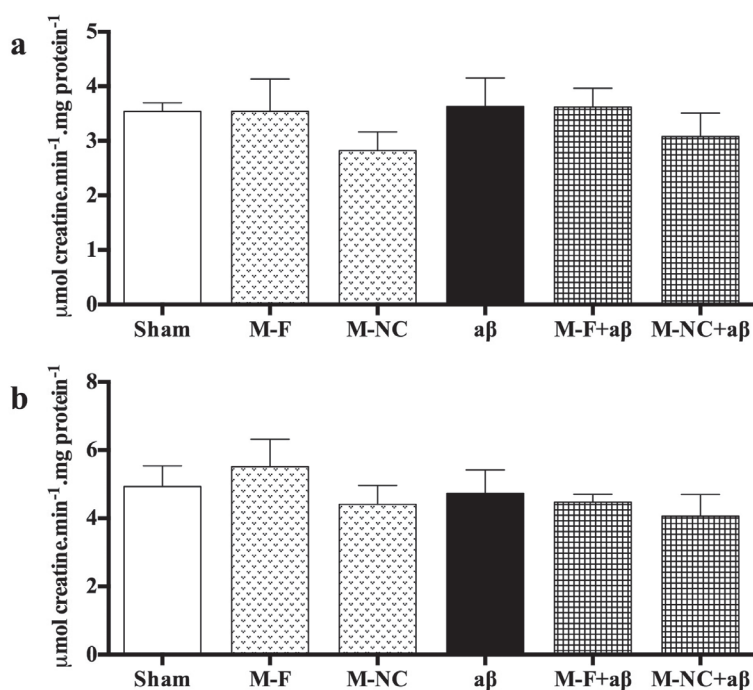 a
μmol creatine.min⁻¹.mg protein⁻¹
5
4
3
2
1
0
Sham M-F M-NC aβ M-F+aβ M-NC+aβ
b
μmol creatine.min⁻¹.mg protein⁻¹
8
6
4
2
0
Sham M-F M-NC aβ M-F+aβ M-NC+aβ